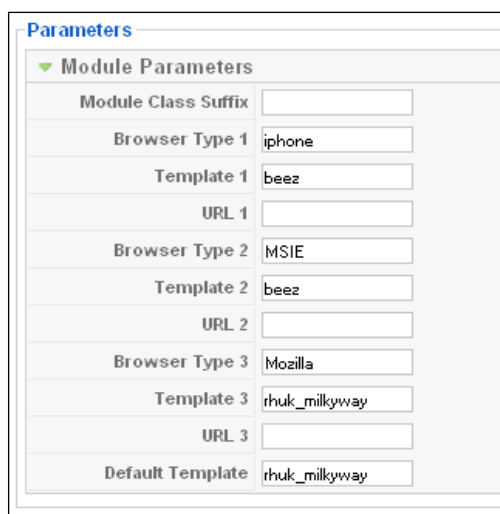 Parameters
Module Parameters
Module Class Suffix
Browser Type 1 iphone
Template 1 beez
URL 1
Browser Type 2 MSIE
Template 2 beez
URL 2
Browser Type 3 Mozilla
Template 3 rhuk_milkyway
URL 3
Default Template rhuk_milkyway